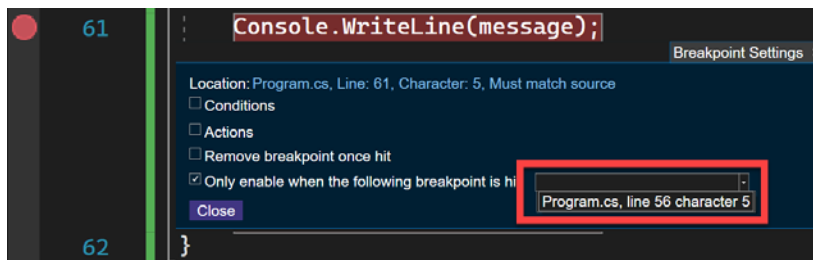 61 Console.WriteLine(message);
Breakpoint Settings
Location: Program.cs, Line: 61, Character: 5, Must match source
Conditions
Actions
Remove breakpoint once hit
Only enable when the following breakpoint is hi
Program.cs, line 56 character 5
Close
62 }